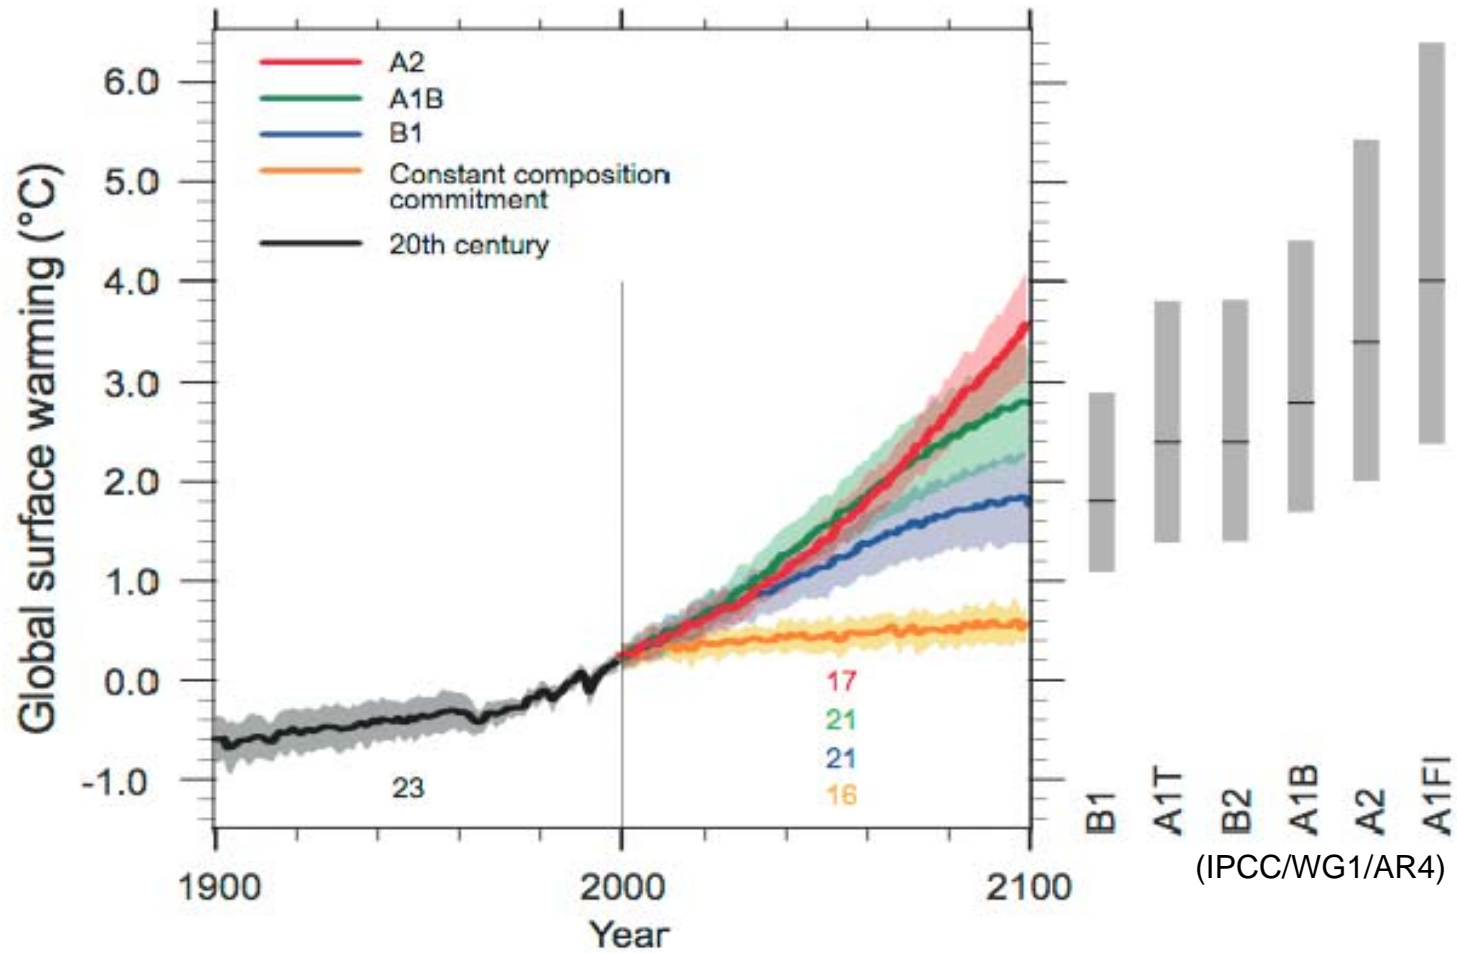 A2
A1B
B1
Constant composition
commitment
20th century
Global surface warming (°C)
6.0
5.0
4.0
3.0
2.0
1.0
0.0
-1.0
17
21
21
16
23
1900
2000
2100
Year
B1
A1T
B2
A1B
A2
A1FI
(IPCC/WG1/AR4)